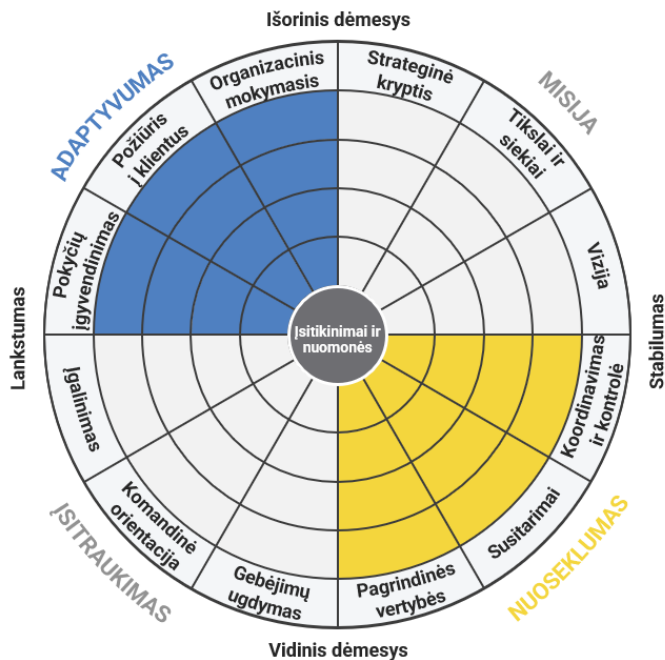 Išorinis dėmesys
ADAPTYVUMAS
MISIJA
Organizacinis
mokymasis
Strateginė
kryptis
Požiūris
į klientus
Tikslai ir
siekiai
Pokyčių
įgyvendinimas
Vizija
Lankstumas
Įsitikinimai ir
nuomonės
Stabilumas
Įgalinimas
Koordinavimas
ir kontrolė
Komandinė
orientacija
Susitarimai
Gebėjimų
ugdymas
Pagrindinės
vertybės
ĮSITRAUKIMAS
NUOSEKLUMAS
Vidinis dėmesys